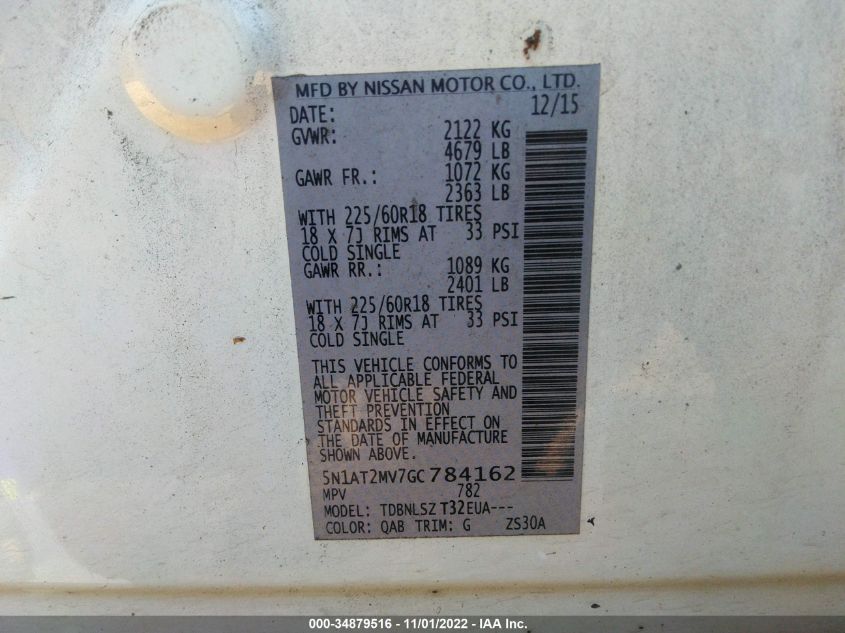 MFD BY NISSAN MOTOR CO., LTD.
DATE: 12/15
GVWR: 2122 KG
4679 LB
GAWR FR.: 1072 KG
2363 LB
WITH 225/60R18 TIRES
18 X 7J RIMS AT 33 PSI
COLD SINGLE
GAWR RR.: 1089 KG
2401 LB
WITH 225/60R18 TIRES
18 X 7J RIMS AT 33 PSI
COLD SINGLE
THIS VEHICLE CONFORMS TO
ALL APPLICABLE FEDERAL
MOTOR VEHICLE SAFETY AND
THEFT PREVENTION
STANDARDS IN EFFECT ON
THE DATE OF MANUFACTURE
SHOWN ABOVE.
5N1AT2MV7GC784162
MPV 782
MODEL: TDBNLSZ T32EUA---
COLOR: QAB TRIM: G ZS30A
000-34879516 - 11/01/2022 - IAA Inc.